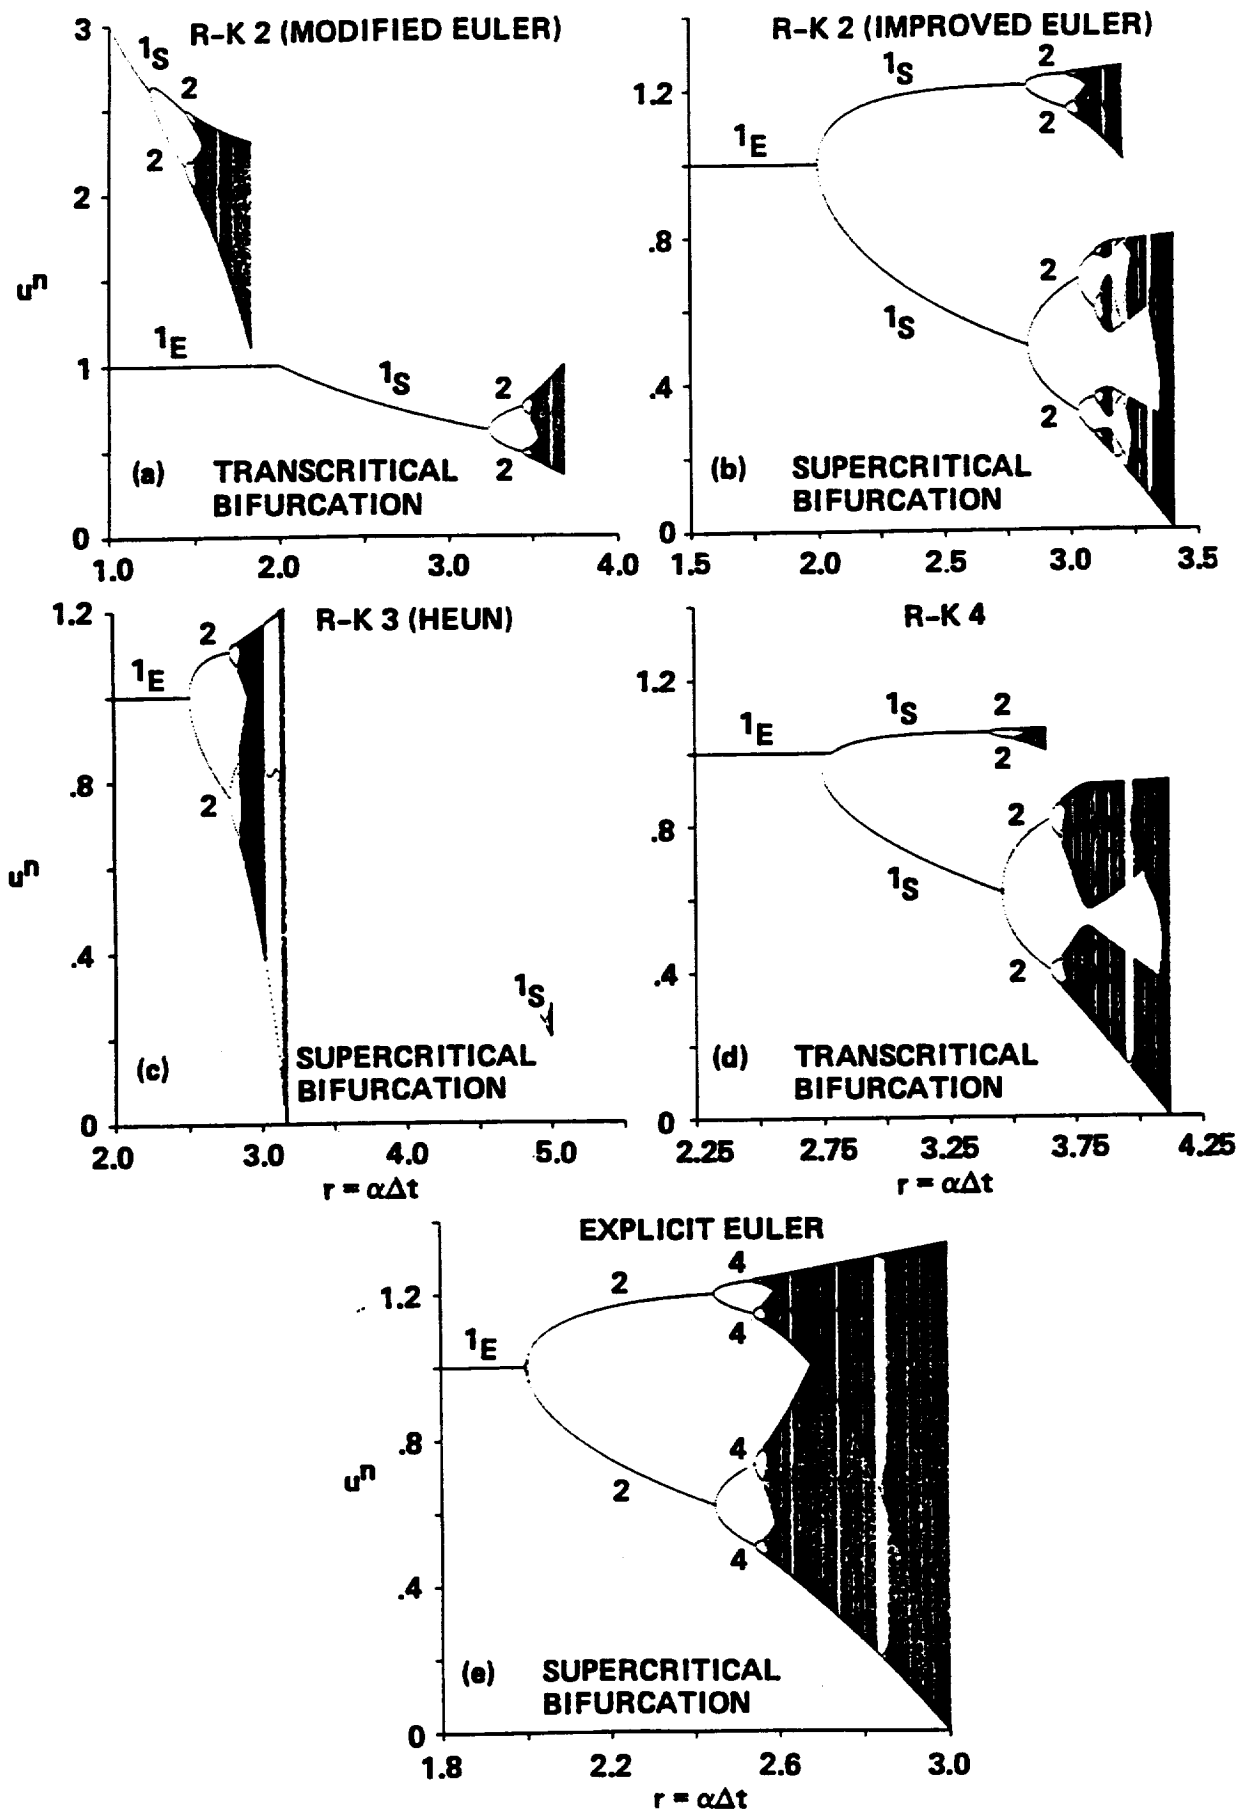 R-K 2 (MODIFIED EULER)
3
1S
2
2
2
uⁿ
1E
1
1S
2
2
(a) TRANSCRITICAL
BIFURCATION
0
1.0 2.0 3.0 4.0
R-K 2 (IMPROVED EULER)
1S
2
1.2
2
1E
.8
2
1S
.4
2
(b) SUPERCRITICAL
BIFURCATION
0
1.5 2.0 2.5 3.0 3.5
R-K 3 (HEUN)
1.2
2
1E
.8
2
uⁿ
.4
1S
(c) SUPERCRITICAL
BIFURCATION
0
2.0 3.0 4.0 5.0
r = αΔt
R-K 4
1.2
1S
2
1E
2
.8
2
1S
.4
2
(d) TRANSCRITICAL
BIFURCATION
0
2.25 2.75 3.25 3.75 4.25
r = αΔt
EXPLICIT EULER
4
2
1.2
4
1E
.8
4
uⁿ
2
4
.4
(e) SUPERCRITICAL
BIFURCATION
0
1.8 2.2 2.6 3.0
r = αΔt